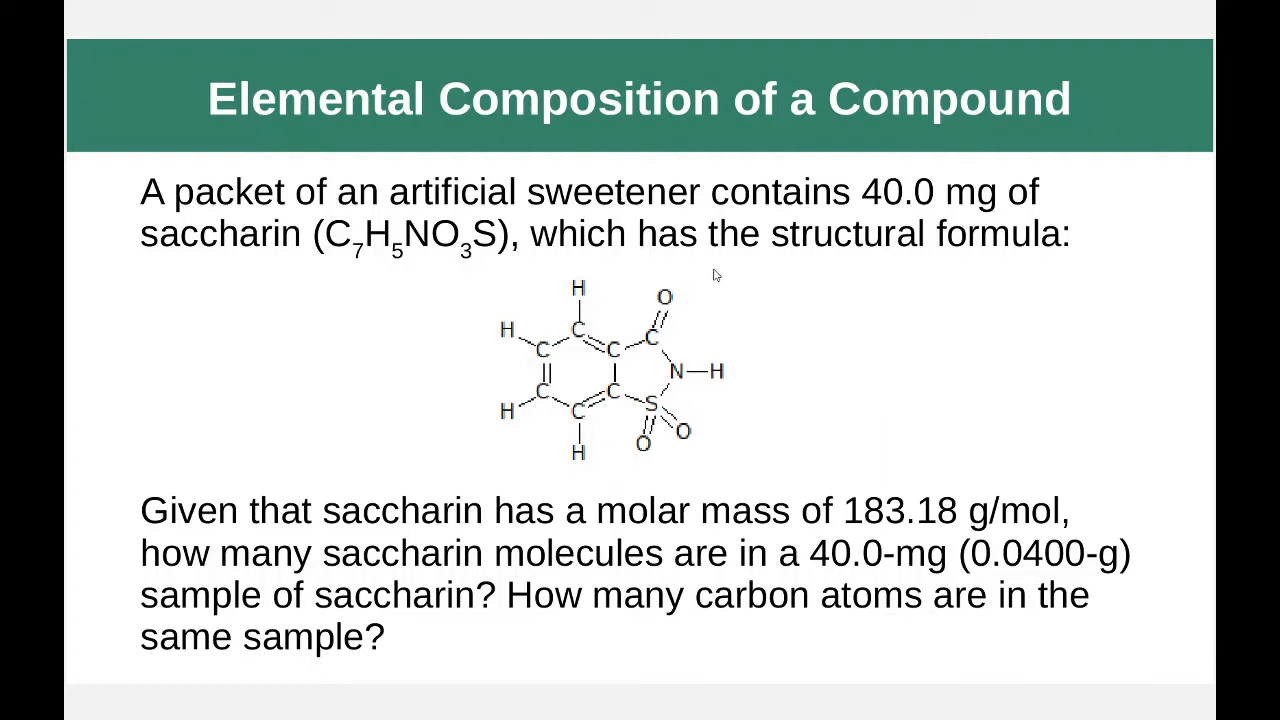 Elemental Composition of a Compound
A packet of an artificial sweetener contains 40.0 mg of
saccharin (C₇H₅NO₃S), which has the structural formula:
H
O
H
C
C
C
C
N—H
C
C
H
C
S
O
O
H
H
Given that saccharin has a molar mass of 183.18 g/mol,
how many saccharin molecules are in a 40.0-mg (0.0400-g)
sample of saccharin? How many carbon atoms are in the
same sample?